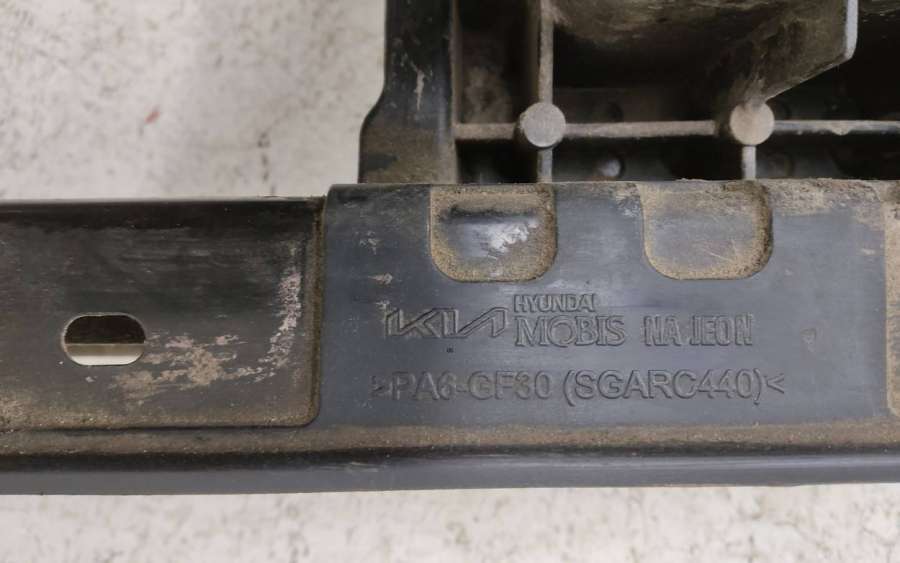 KIA HYUNDAI MOBIS NA JEON
>PA6-GF30 (SGARC440)<